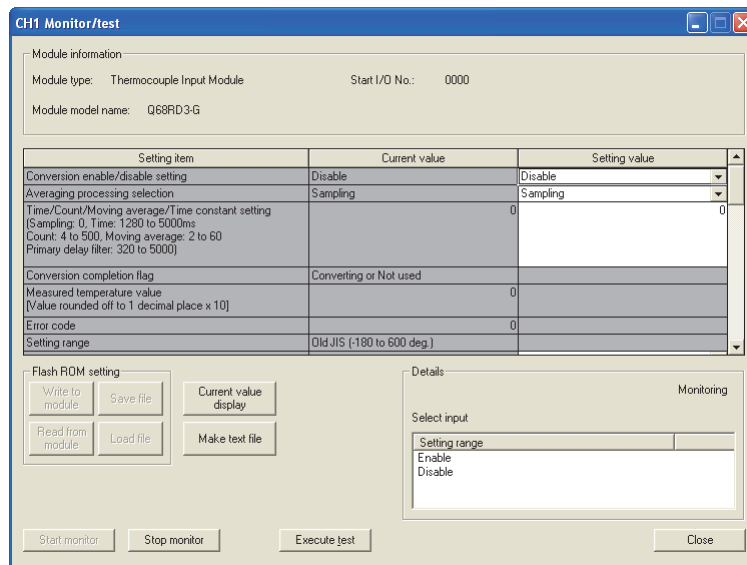 CH1 Monitor/test
Module information
Module type: Thermocouple Input Module Start I/O No.: 0000
Module model name: Q68RD3-G
Setting item Current value Setting value
Conversion enable/disable setting Disable Disable
Averaging processing selection Sampling Sampling
Time/Count/Moving average/Time constant setting 0 0
(Sampling: 0, Time: 1280 to 5000ms
Count: 4 to 500, Moving average: 2 to 60
Primary delay filter: 320 to 5000)
Conversion completion flag Converting or Not used
Measured temperature value 0
[Value rounded off to 1 decimal place x 10]
Error code 0
Setting range Old JIS (-180 to 600 deg.)
Flash ROM setting
Write to
module
Save file
Current value
display
Read from
module
Load file
Make text file
Details
Monitoring
Select input
Setting range
Enable
Disable
Start monitor Stop monitor Execute test Close